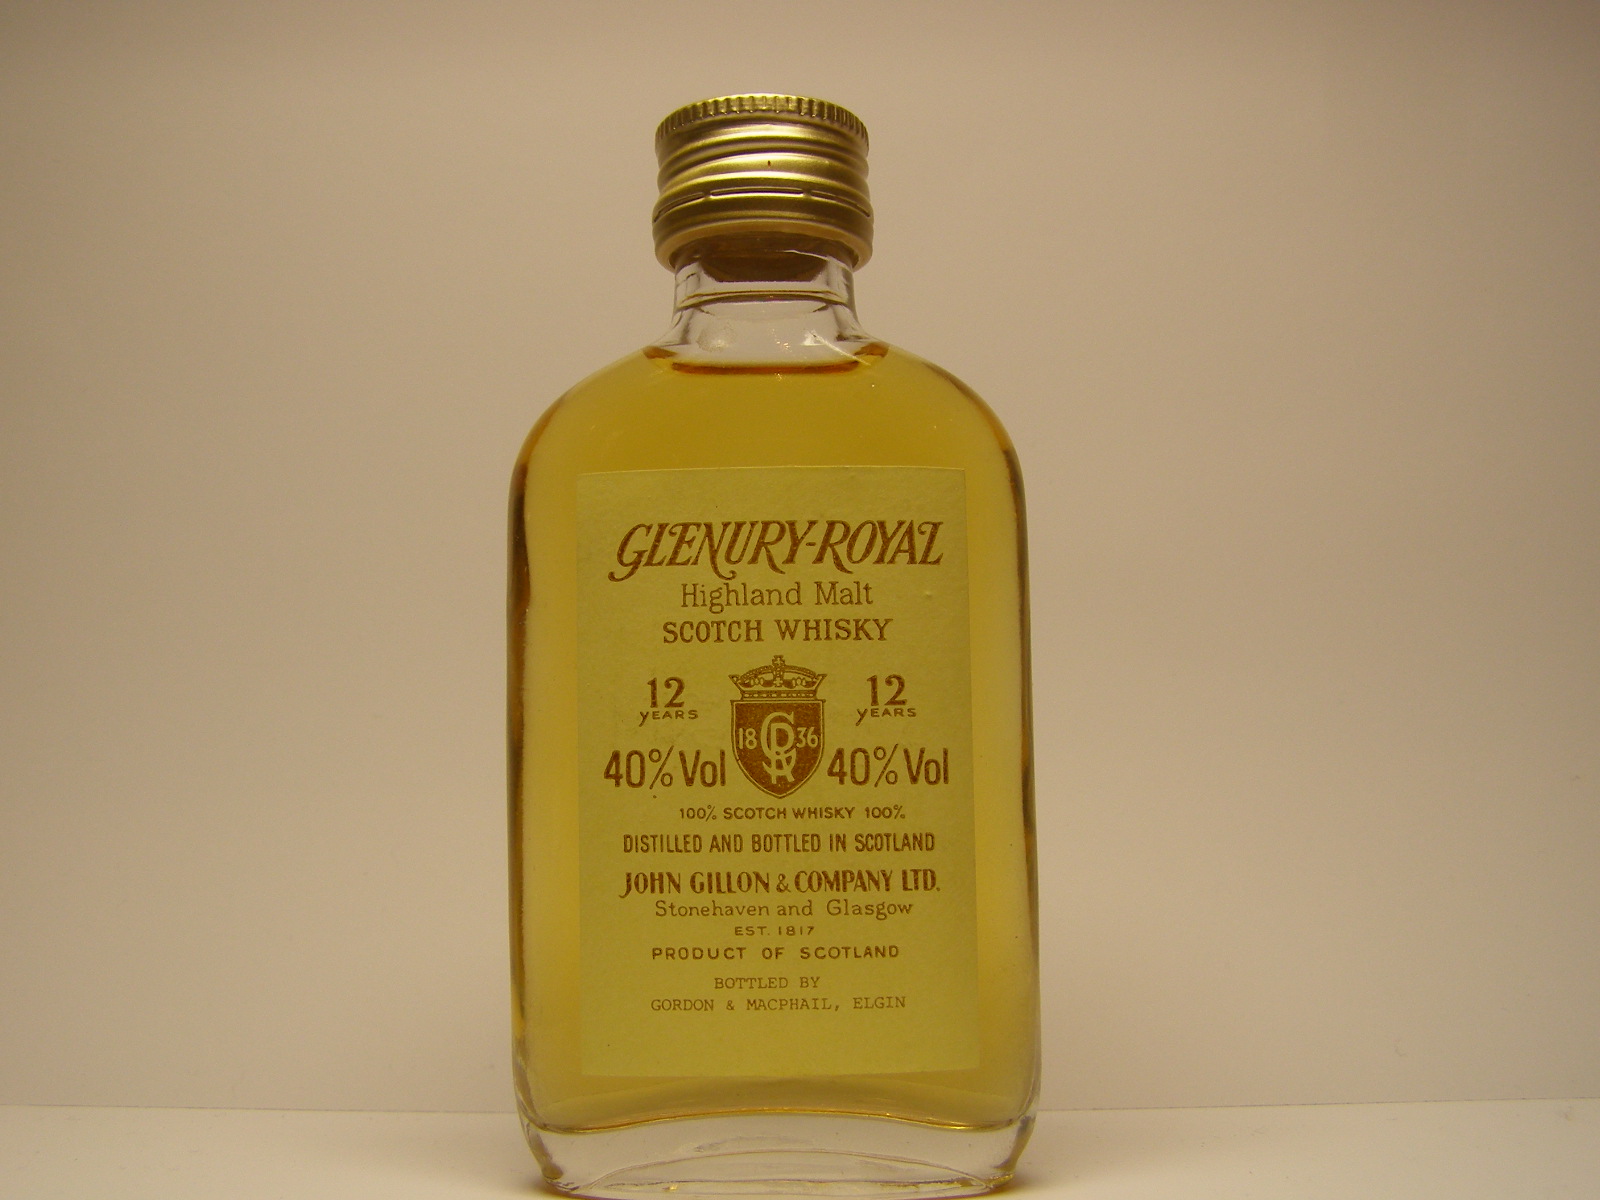 GLENURY-ROYAL
Highland Malt
SCOTCH WHISKY
12 12
YEARS YEARS
18 36
40% Vol 40% Vol
100% SCOTCH WHISKY 100%
DISTILLED AND BOTTLED IN SCOTLAND
JOHN GILLON & COMPANY LTD.
Stonehaven and Glasgow
EST. 1817
PRODUCT OF SCOTLAND
BOTTLED BY
GORDON & MACPHAIL, ELGIN